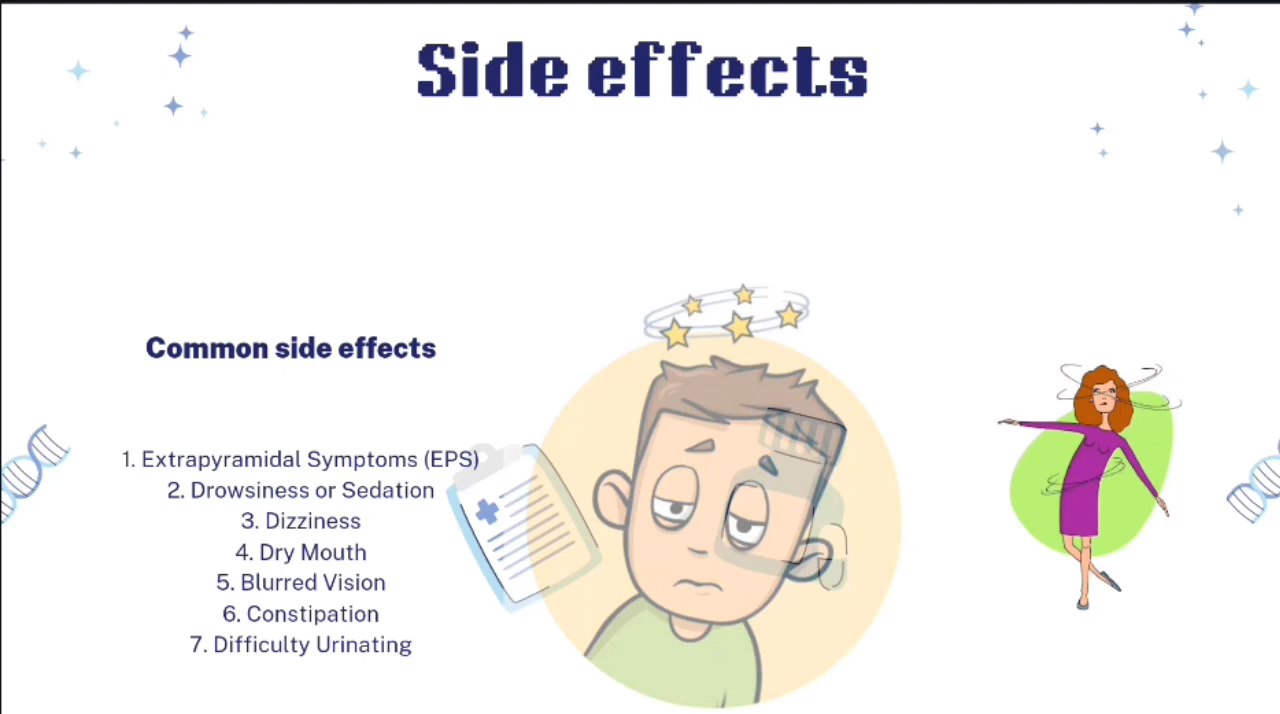 Side effects
Common side effects
1. Extrapyramidal Symptoms (EPS)
2. Drowsiness or Sedation
3. Dizziness
4. Dry Mouth
5. Blurred Vision
6. Constipation
7. Difficulty Urinating